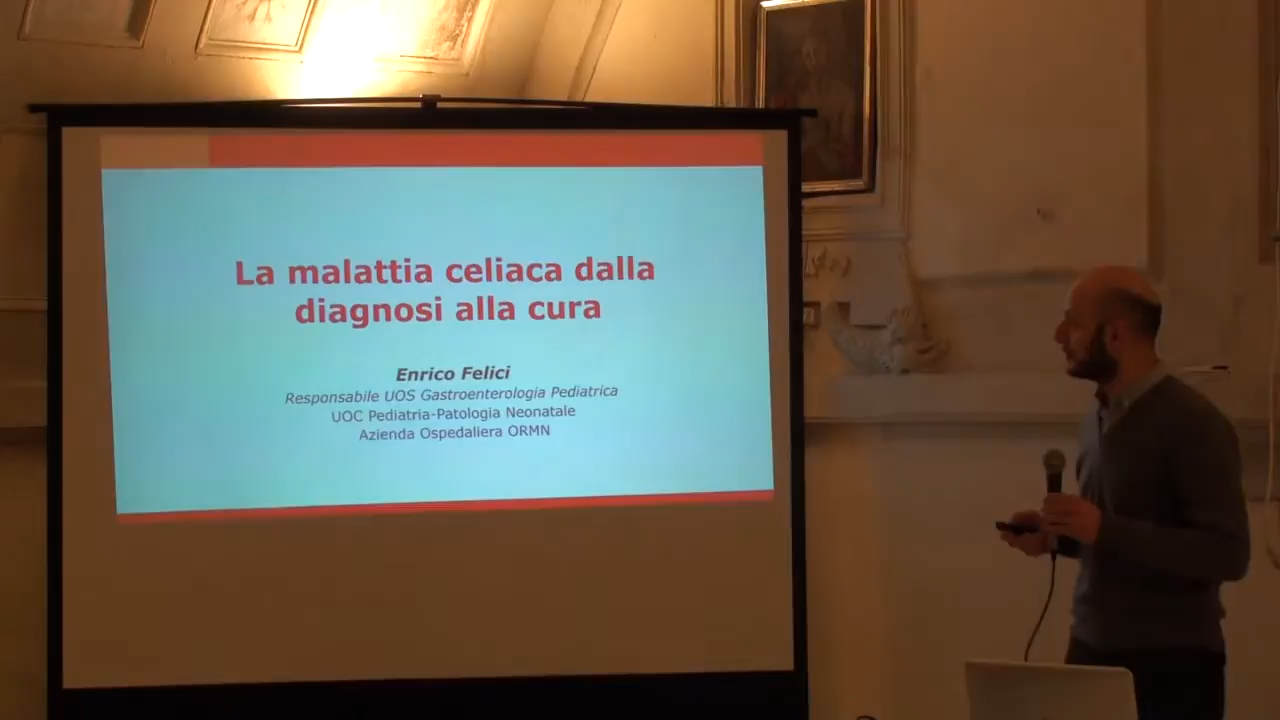 La malattia celiaca dalla
diagnosi alla cura
Enrico Felici
Responsabile UOS Gastroenterologia Pediatrica
UOC Pediatria-Patologia Neonatale
Azienda Ospedaliera ORMN